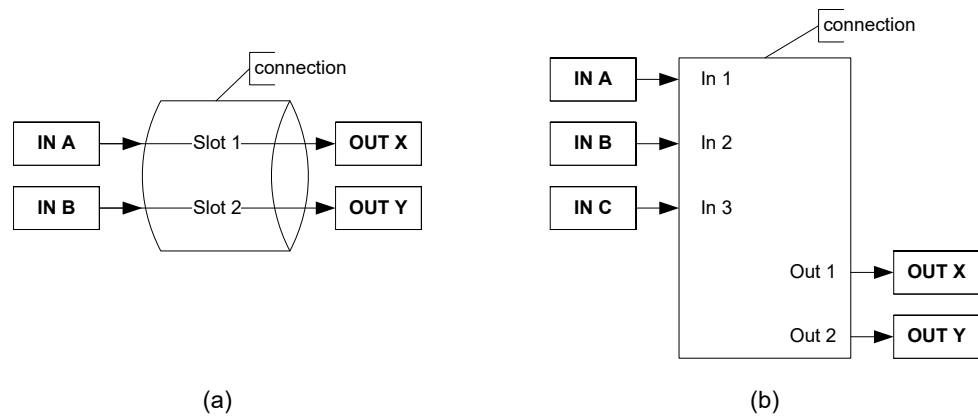 connection
IN A
Slot 1
OUT X
IN B
Slot 2
OUT Y
(a)
connection
IN A
In 1
IN B
In 2
IN C
In 3
Out 1
OUT X
Out 2
OUT Y
(b)